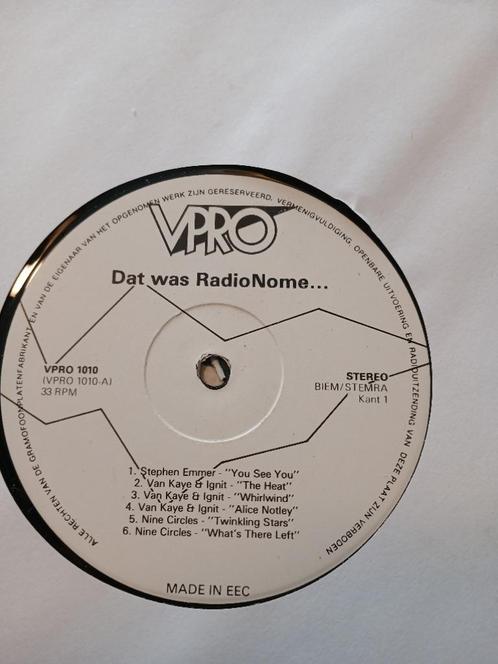 ALLE RECHTEN VAN DE GRAMOFOONPLATENFABRIKANT EN VAN DE EIGENAAR VAN HET OPGENOMEN WERK ZIJN GERESERVEERD. VERMENIGVULDIGING, OPENBARE UITVOERING EN RADIOUITZENDING VAN DEZE PLAAT ZIJN VERBODEN
VPRO
Dat was RadioNome...
VPRO 1010
(VPRO 1010-A)
33 RPM
STEREO
BIEM/STEMRA
Kant 1
1. Stephen Emmer - "You See You"
2. Van Kaye & Ignit - "The Heat"
3. Van Kaye & Ignit - "Whirlwind"
4. Van Kaye & Ignit - "Alice Notley"
5. Nine Circles - "Twinkling Stars"
6. Nine Circles - "What's There Left"
MADE IN EEC